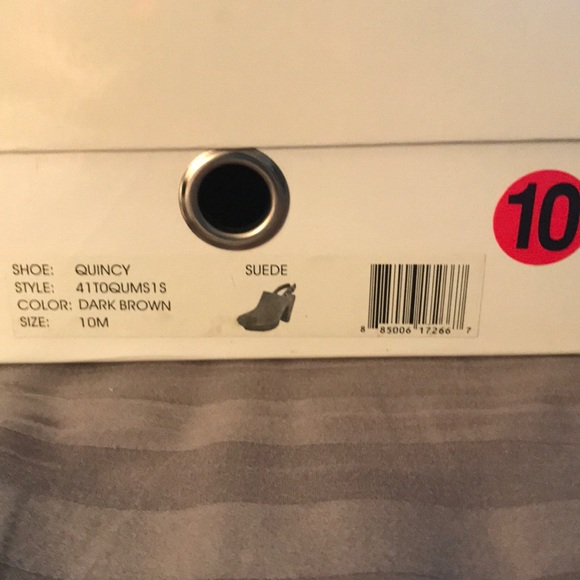 10
SHOE: QUINCY SUEDE
STYLE: 41T0QUMS1S
COLOR: DARK BROWN
SIZE: 10M
8 85006 17266 7